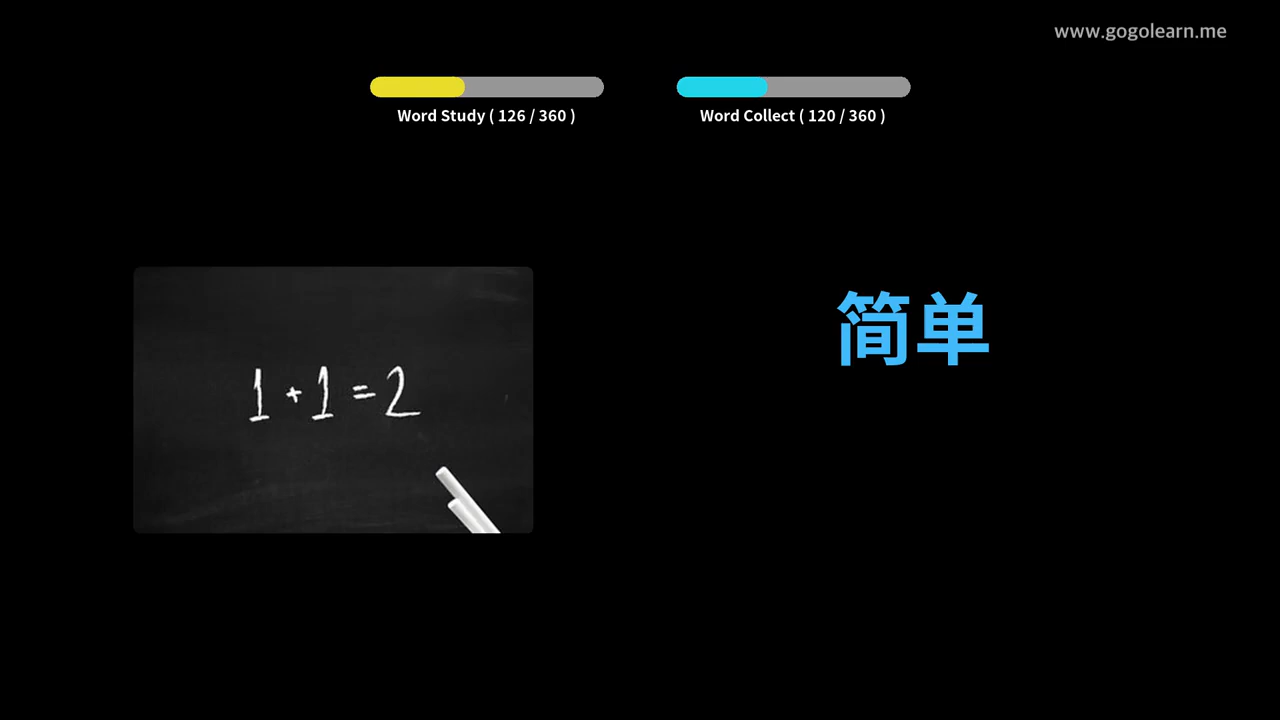 www.gogolearn.me
Word Study ( 126 / 360 )
Word Collect ( 120 / 360 )
简单
1 + 1 = 2